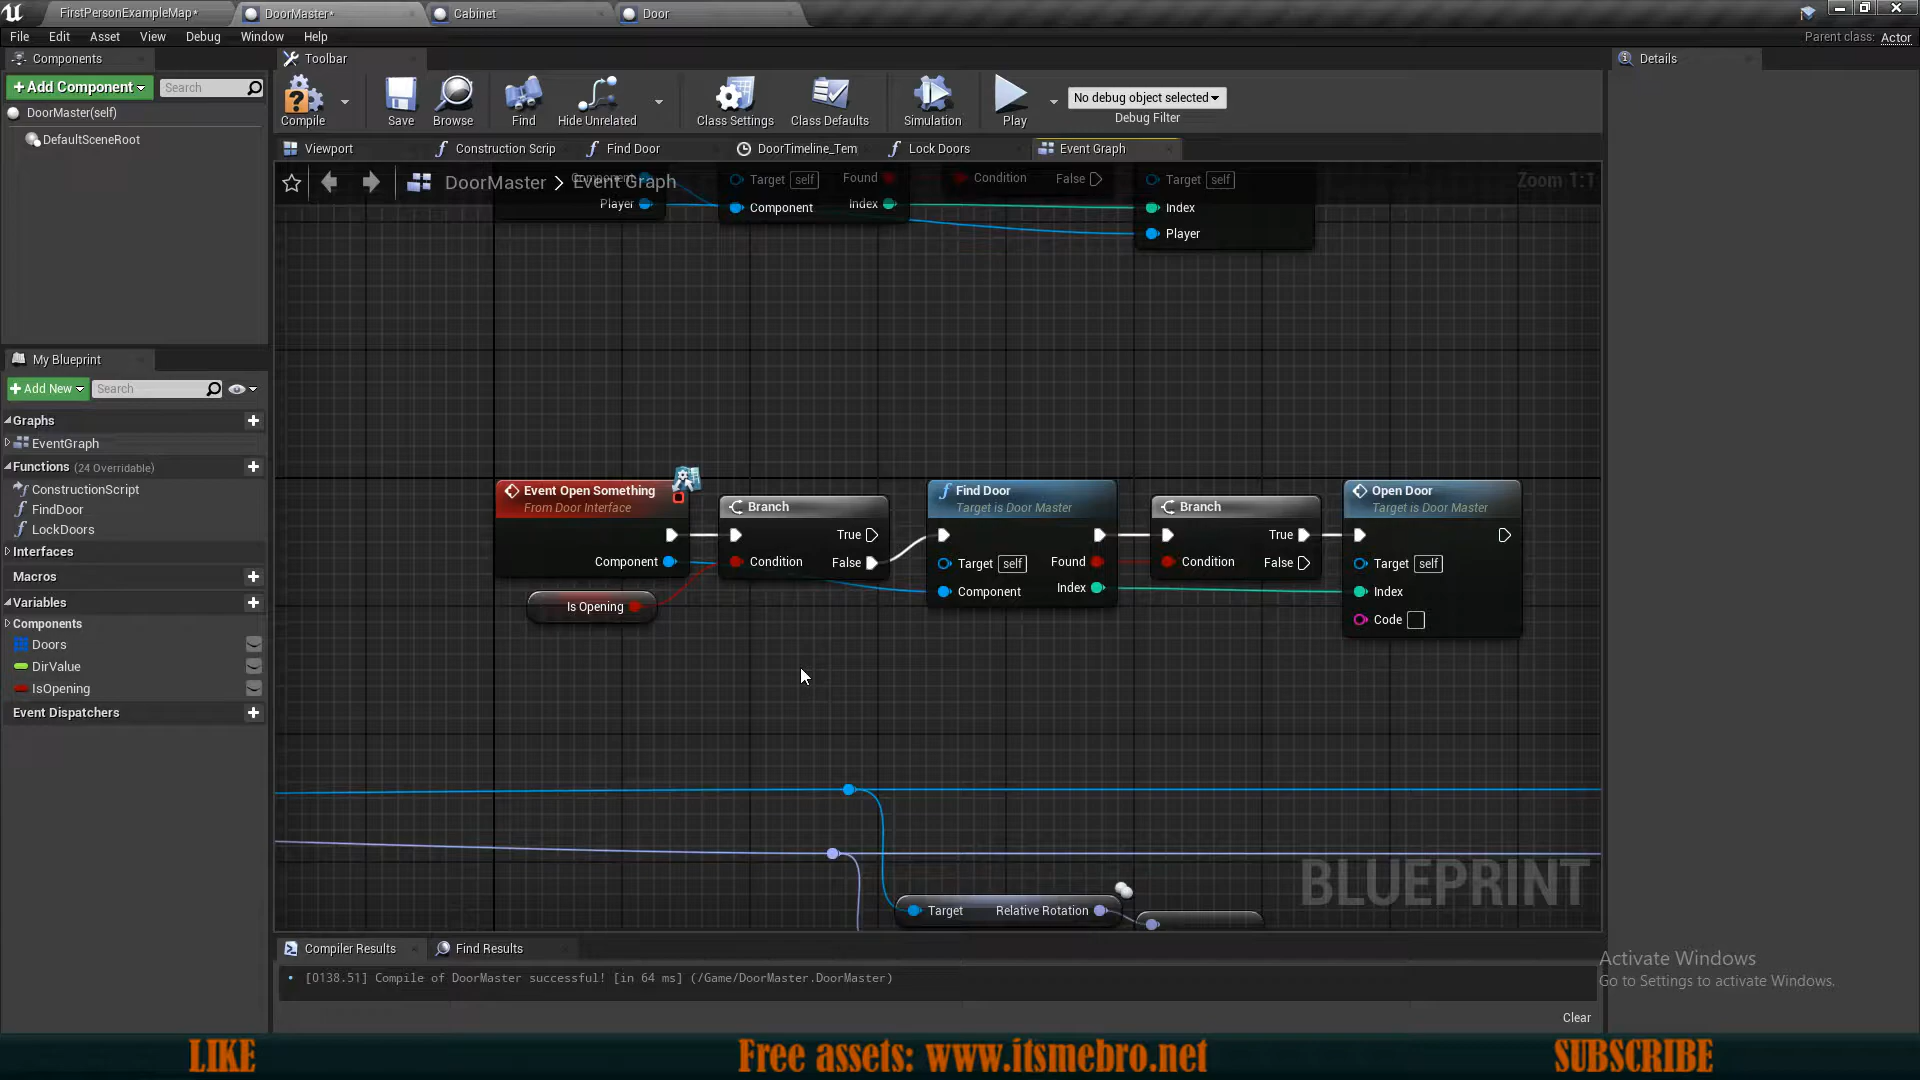 FirstPersonExampleMap*
DoorMaster*
Cabinet
Door
File Edit Asset View Debug Window Help
Parent class: Actor
Components
Toolbar
Details
+Add Component
Search
DoorMaster(self)
DefaultSceneRoot
Compile
Save
Browse
Find
Hide Unrelated
Class Settings
Class Defaults
Simulation
Play
No debug object selected
Debug Filter
Viewport
Construction Scrip
Find Door
DoorTimeline_Tem
Lock Doors
Event Graph
DoorMaster > Event Graph
Zoom 1:1
Component
Player
Target self
Found
Component
Index
Condition
False
Target self
Index
Player
My Blueprint
+Add New
Search
Graphs
EventGraph
Functions (24 Overridable)
ConstructionScript
FindDoor
LockDoors
Interfaces
Macros
Variables
Components
Doors
DirValue
IsOpening
Event Dispatchers
Event Open Something
From Door Interface
Component
Is Opening
Branch
True
Condition
False
Find Door
Target is Door Master
Target self
Found
Component
Index
Branch
True
Condition
False
Open Door
Target is Door Master
Target self
Index
Code
Target
Relative Rotation
BLUEPRINT
Compiler Results
Find Results
[0138.51] Compile of DoorMaster successful! [in 64 ms] (/Game/DoorMaster.DoorMaster)
Clear
Activate Windows
Go to Settings to activate Windows.
LIKE
Free assets: www.itsmebro.net
SUBSCRIBE